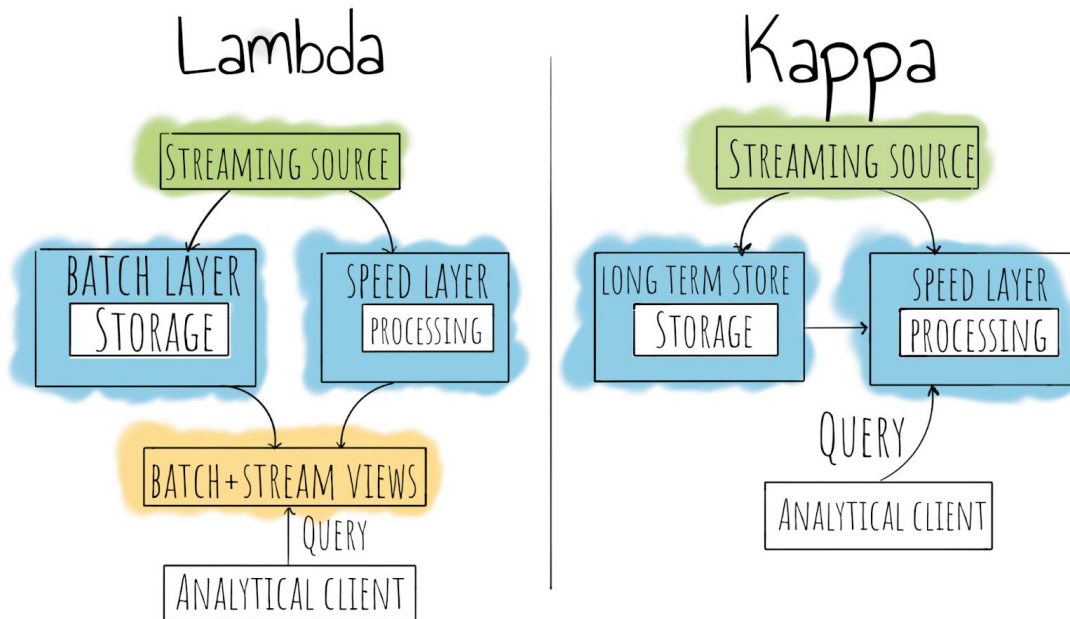 Lambda
Streaming source
Batch layer
Storage
Speed layer
processing
Batch+Stream views
Query
Analytical client
Kappa
Streaming source
Long term store
Storage
Speed layer
processing
Query
Analytical client